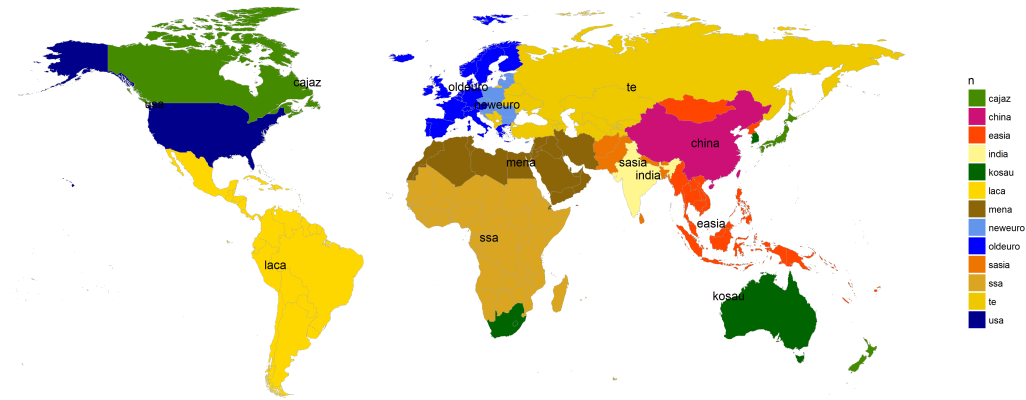 cajaz
usa
oldeuro
neweuro
te
china
mena
sasia
india
easia
ssa
laca
kosau
n
cajaz
china
easia
india
kosau
laca
mena
neweuro
oldeuro
sasia
ssa
te
usa